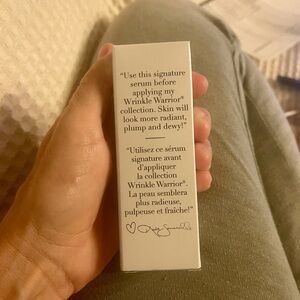 “Use this signature
serum before
applying my
Wrinkle Warrior®
collection. Skin will
look more radiant,
plump and dewy!”
“Utilisez ce sérum
signature avant
d’appliquer
la collection
Wrinkle Warrior®.
La peau semblera
plus radieuse,
pulpeuse et fraîche!”